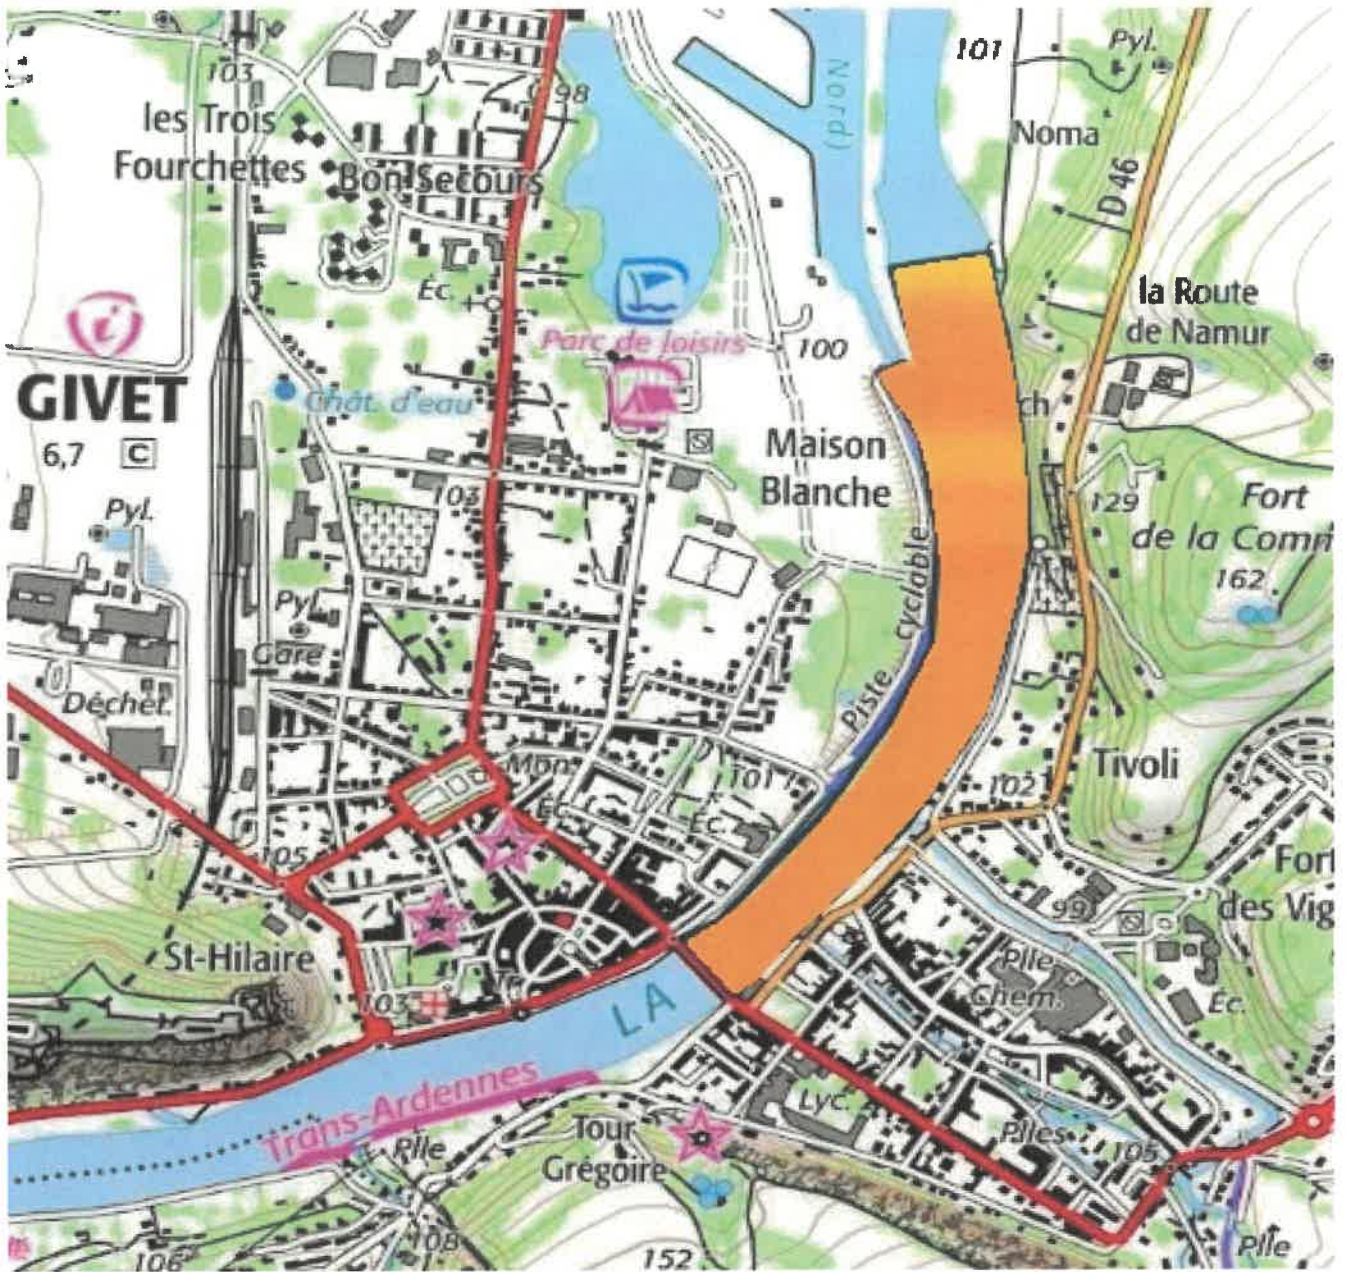 101
Pyl.
103
98
les Trois
Fourchettes
Bon Secours
Nord)
Noma
D 46
Éc.
la Route
de Namur
Parc de loisirs
100
GIVET
6,7 C
Chât. d'eau
ch
Maison
Blanche
103
129
Fort
de la Com
162
Pyl.
Pyl.
Gare
Piste cyclable
Déchet.
Mon.
101
102
Tivoli
Éc.
Éc.
105
Fort
des Vig
99
St-Hilaire
103
Tr.
LA
Plle
Chem.
Éc.
Trans-Ardennes
Plle
Tour
Grégoire
Lyc.
Plles
105
106
108
152
Plle